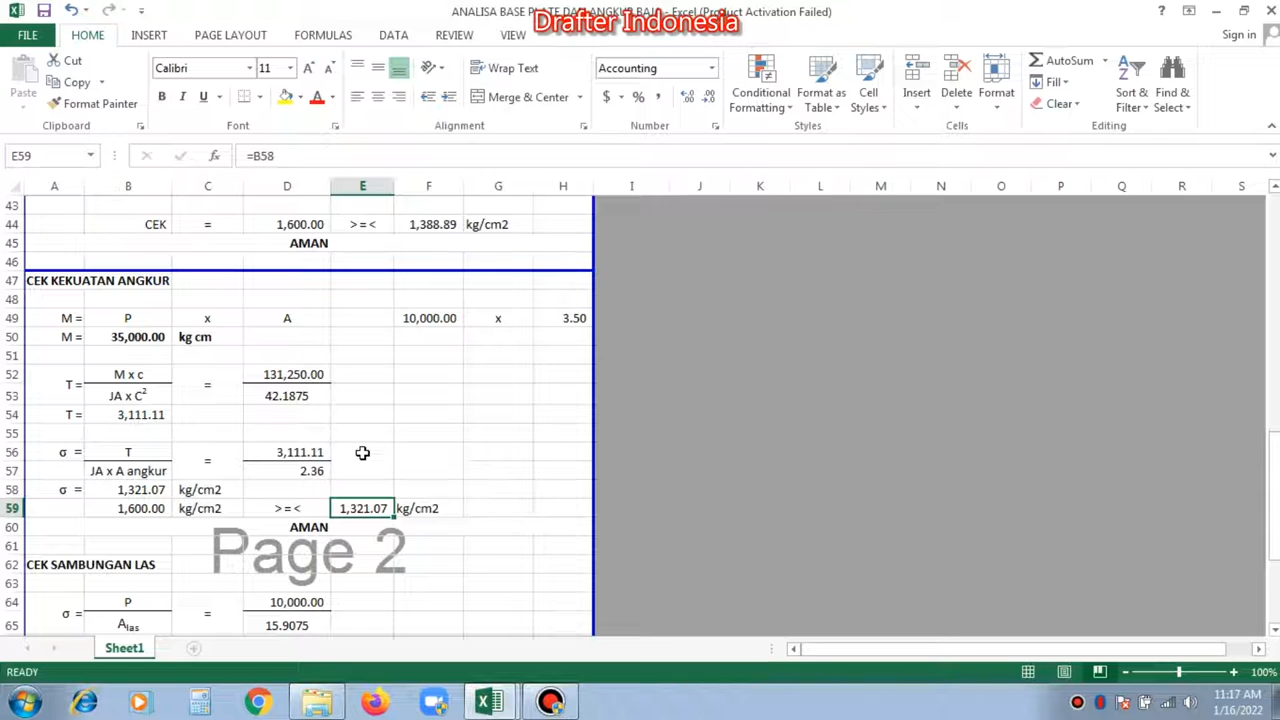 ANALISA BASE PLATE DAN ANGKUR BAJA - Excel (Product Activation Failed)
Drafter Indonesia
FILE HOME INSERT PAGE LAYOUT FORMULAS DATA REVIEW VIEW Sign in
Paste Cut Copy Format Painter
Calibri 11 Wrap Text Merge & Center Accounting
B I U A $ % ,
Conditional Formatting Format as Table Cell Styles Insert Delete Format
AutoSum Fill Clear Sort & Filter Find & Select
Clipboard Font Alignment Number Styles Cells Editing
E59 fx =B58
A B C D E F G H I J K L M N O P Q R S
43
44 CEK = 1,600.00 >=< 1,388.89 kg/cm2
45 AMAN
46
47 CEK KEKUATAN ANGKUR
48
49 M = P x A 10,000.00 x 3.50
50 M = 35,000.00 kg cm
51
52 M x c 131,250.00
T = =
53 JA x C² 42.1875
54 T = 3,111.11
55
56 σ = T 3,111.11
=
57 JA x A angkur 2.36
58 σ = 1,321.07 kg/cm2
59 1,600.00 kg/cm2 >=< 1,321.07 kg/cm2
60 AMAN
Page 2
61
62 CEK SAMBUNGAN LAS
63
64 P 10,000.00
σ = =
65 Alas 15.9075
Sheet1
READY 100%
11:17 AM
1/16/2022